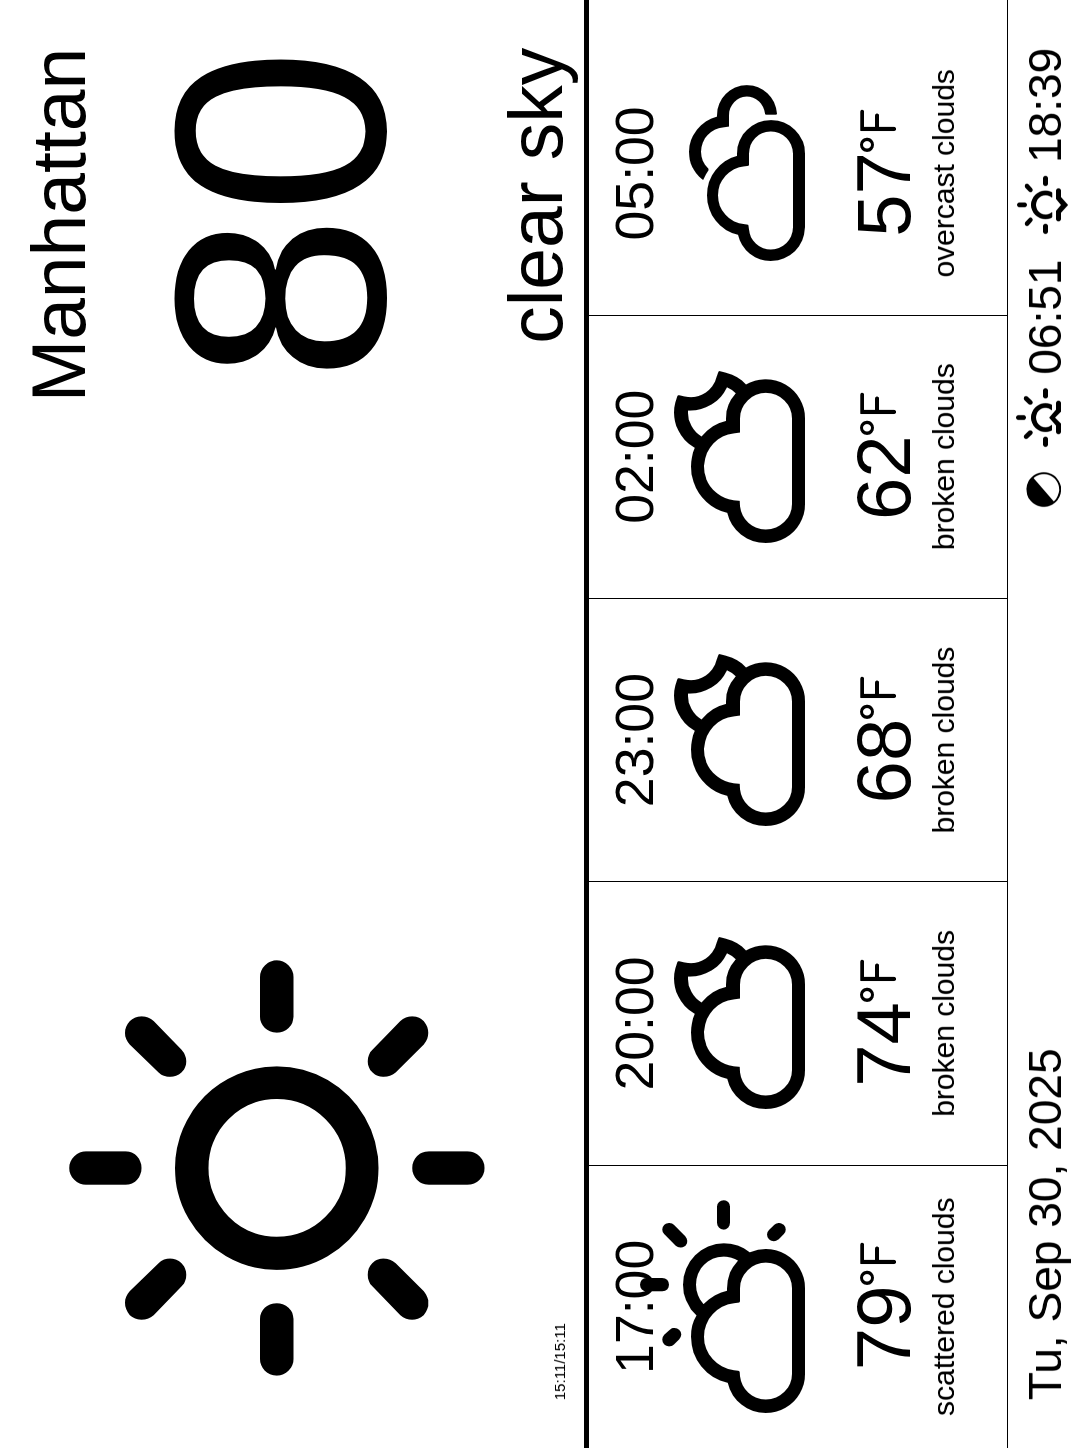 Manhattan
80
clear sky
15:11/15:11
17:00
20:00
23:00
02:00
05:00
79°F
74°F
68°F
62°F
57°F
scattered clouds
broken clouds
broken clouds
broken clouds
overcast clouds
Tu, Sep 30, 2025
06:51
18:39